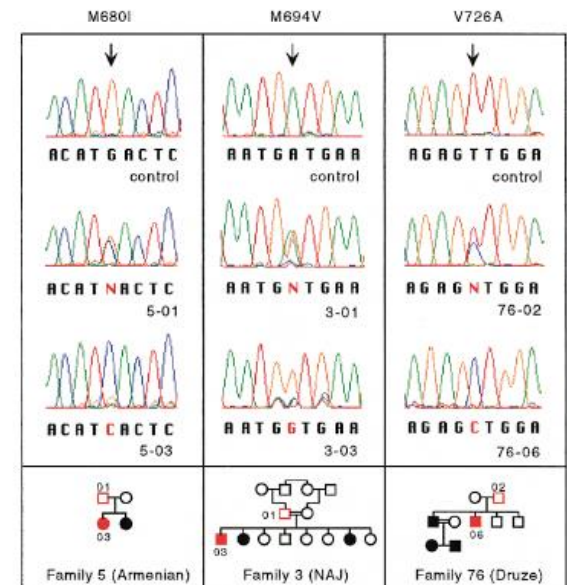 M680I
M694V
V726A
ACATGACTC
control
AATGATGAA
control
AGAGTTGGA
control
ACATNACTC
5-01
AATGNTGAA
3-01
AGAGNTGGA
76-02
ACATCACTC
5-03
AATGGTGAA
3-03
AGAGCTGGA
76-06
01
03
Family 5 (Armenian)
01
03
Family 3 (NAJ)
02
06
Family 76 (Druze)